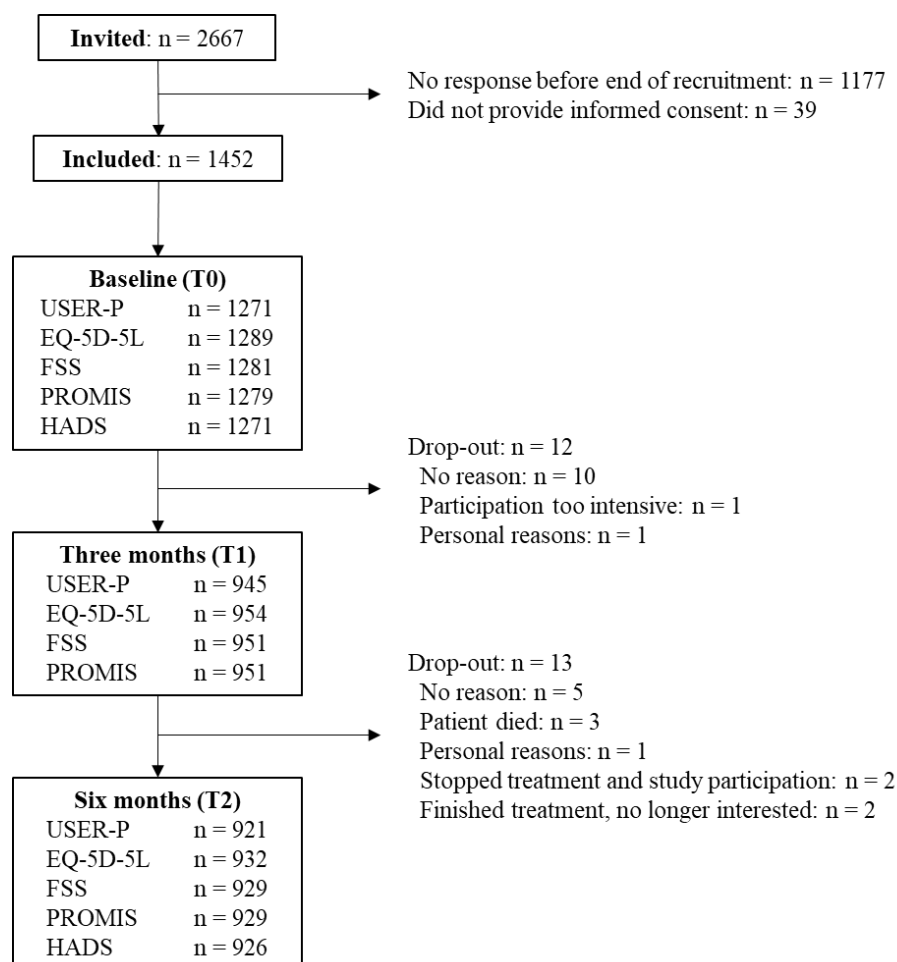 Invited: n = 2667
No response before end of recruitment: n = 1177
Did not provide informed consent: n = 39
Included: n = 1452
Baseline (T0)
USER-P n = 1271
EQ-5D-5L n = 1289
FSS n = 1281
PROMIS n = 1279
HADS n = 1271
Drop-out: n = 12
No reason: n = 10
Participation too intensive: n = 1
Personal reasons: n = 1
Three months (T1)
USER-P n = 945
EQ-5D-5L n = 954
FSS n = 951
PROMIS n = 951
Drop-out: n = 13
No reason: n = 5
Patient died: n = 3
Personal reasons: n = 1
Stopped treatment and study participation: n = 2
Finished treatment, no longer interested: n = 2
Six months (T2)
USER-P n = 921
EQ-5D-5L n = 932
FSS n = 929
PROMIS n = 929
HADS n = 926